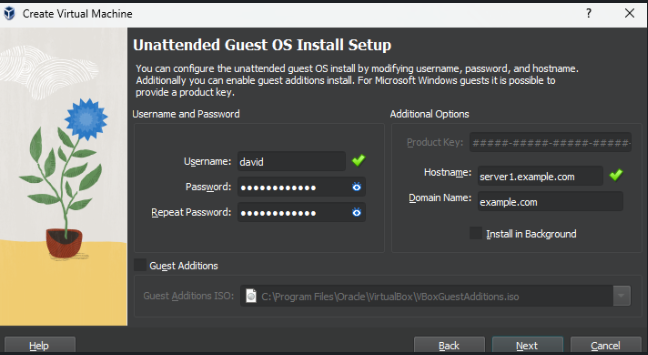 Create Virtual Machine
Unattended Guest OS Install Setup
You can configure the unattended guest OS install by modifying username, password, and hostname.
Additionally you can enable guest additions install. For Microsoft Windows guests it is possible to
provide a product key.
Username and Password
Username: david
Password: ●●●●●●●●●●●●
Repeat Password: ●●●●●●●●●●●●
Additional Options
Product Key: #####-#####-#####-#####-
Hostname: server1.example.com
Domain Name: example.com
Install in Background
Guest Additions
Guest Additions ISO: C:\Program Files\Oracle\VirtualBox\VBoxGuestAdditions.iso
Help
Back
Next
Cancel